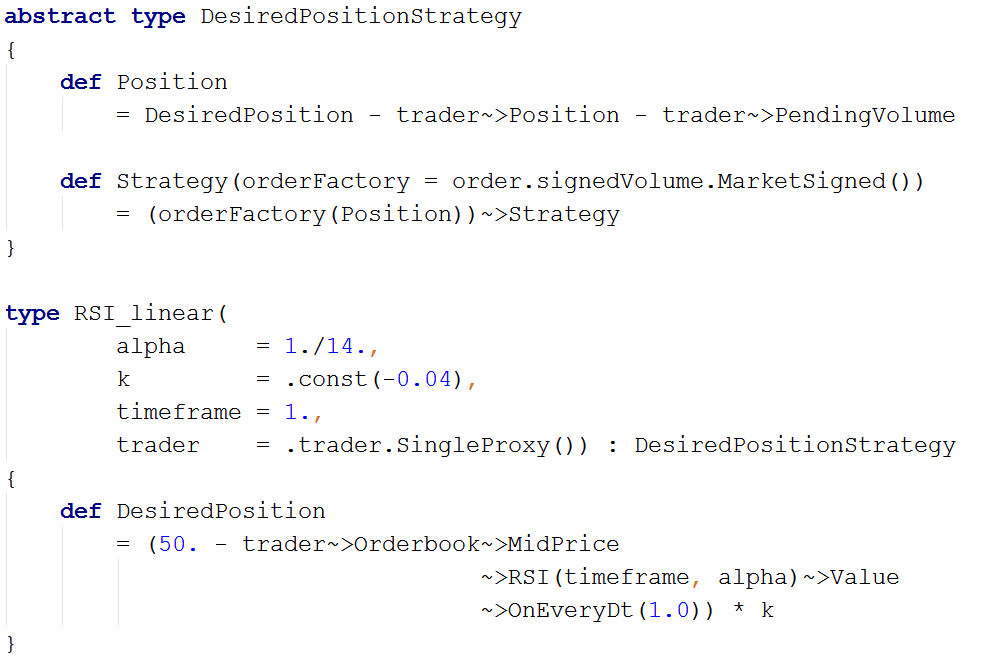 abstract type DesiredPositionStrategy
{
    def Position
        = DesiredPosition - trader~>Position - trader~>PendingVolume

    def Strategy(orderFactory = order.signedVolume.MarketSigned())
        = (orderFactory(Position))~>Strategy
}

type RSI_linear(
        alpha     = 1./14.,
        k         = .const(-0.04),
        timeframe = 1.,
        trader    = .trader.SingleProxy()) : DesiredPositionStrategy
{
    def DesiredPosition
        = (50. - trader~>Orderbook~>MidPrice
                                  ~>RSI(timeframe, alpha)~>Value
                                  ~>OnEveryDt(1.0)) * k
}